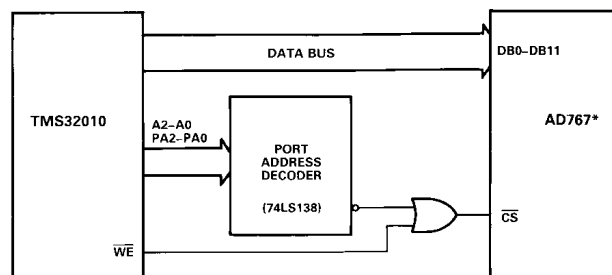 DATA BUS
DB0–DB11
TMS32010
AD767*
A2–A0
PA2–PA0
PORT
ADDRESS
DECODER
(74LS138)
CS
WE